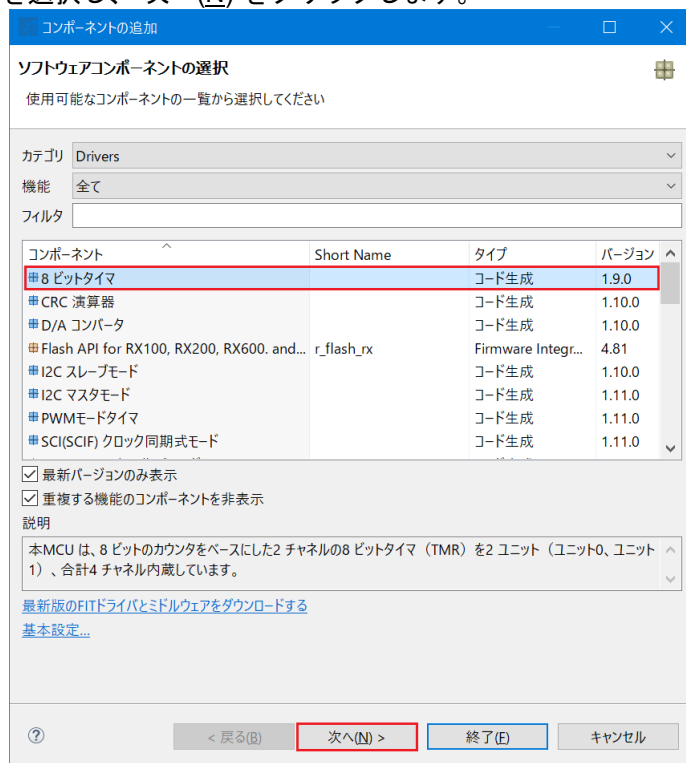 を選択し、次へ(N) をクリックします。
コンポーネントの追加
ソフトウェアコンポーネントの選択
使用可能なコンポーネントの一覧から選択してください
カテゴリ Drivers
機能 全て
フィルタ
コンポーネント Short Name タイプ バージョン
8 ビットタイマ コード生成 1.9.0
CRC 演算器 コード生成 1.10.0
D/A コンバータ コード生成 1.10.0
Flash API for RX100, RX200, RX600. and... r_flash_rx Firmware Integr... 4.81
I2C スレーブモード コード生成 1.10.0
I2C マスタモード コード生成 1.11.0
PWMモードタイマ コード生成 1.11.0
SCI(SCIF) クロック同期式モード コード生成 1.11.0
最新バージョンのみ表示
重複する機能のコンポーネントを非表示
説明
本MCU は、8 ビットのカウンタをベースにした2 チャネルの8 ビットタイマ（TMR）を2 ユニット（ユニット0、ユニット
1）、合計4 チャネル内蔵しています。
最新版のFITドライバとミドルウェアをダウンロードする
基本設定...
< 戻る(B) 次へ(N) > 終了(F) キャンセル